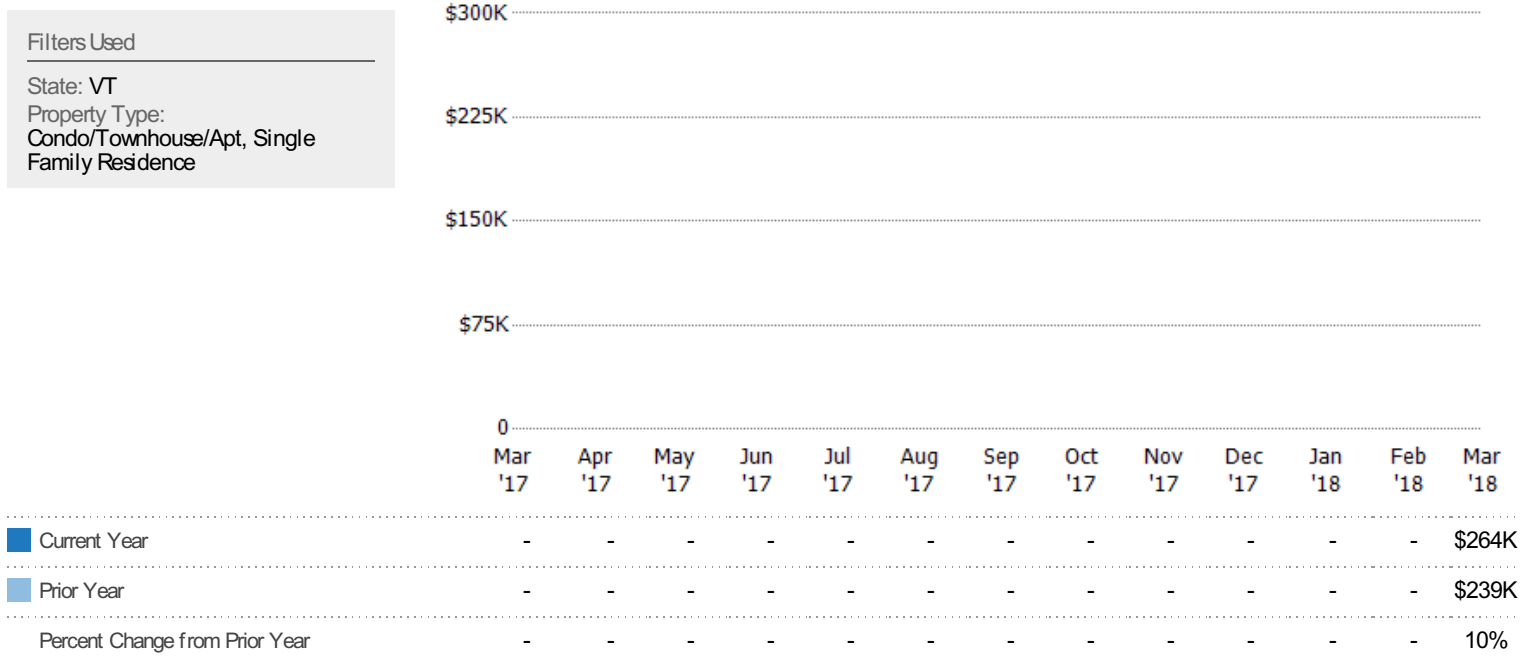 Filters Used
State: VT
Property Type:
Condo/Townhouse/Apt, Single
Family Residence
$300K
$225K
$150K
$75K
0
Mar Apr May Jun Jul Aug Sep Oct Nov Dec Jan Feb Mar
'17 '17 '17 '17 '17 '17 '17 '17 '17 '17 '18 '18 '18
Current Year - - - - - - - - - - - - $264K
Prior Year - - - - - - - - - - - - $239K
Percent Change from Prior Year - - - - - - - - - - - - 10%